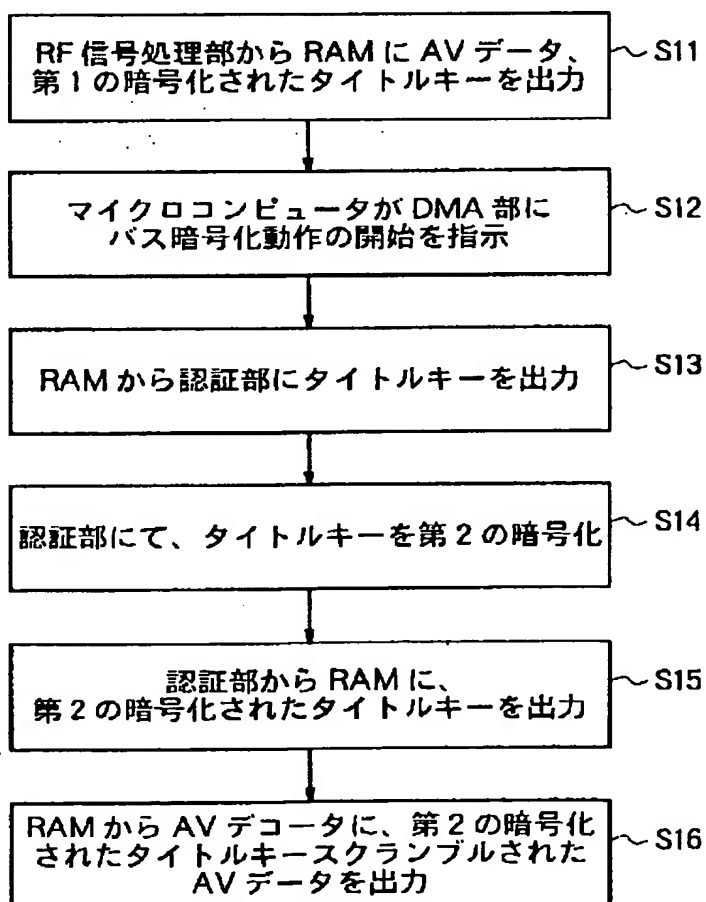 RF 信号処理部から RAM に AV データ、
第1の暗号化されたタイトルキーを出力
S11
マイクロコンピュータが DMA 部に
バス暗号化動作の開始を指示
S12
RAM から認証部にタイトルキーを出力
S13
認証部にて、タイトルキーを第2の暗号化
S14
認証部から RAM に、
第2の暗号化されたタイトルキーを出力
S15
RAM から AV デコータに、第2の暗号化
されたタイトルキースクランブルされた
AV データを出力
S16